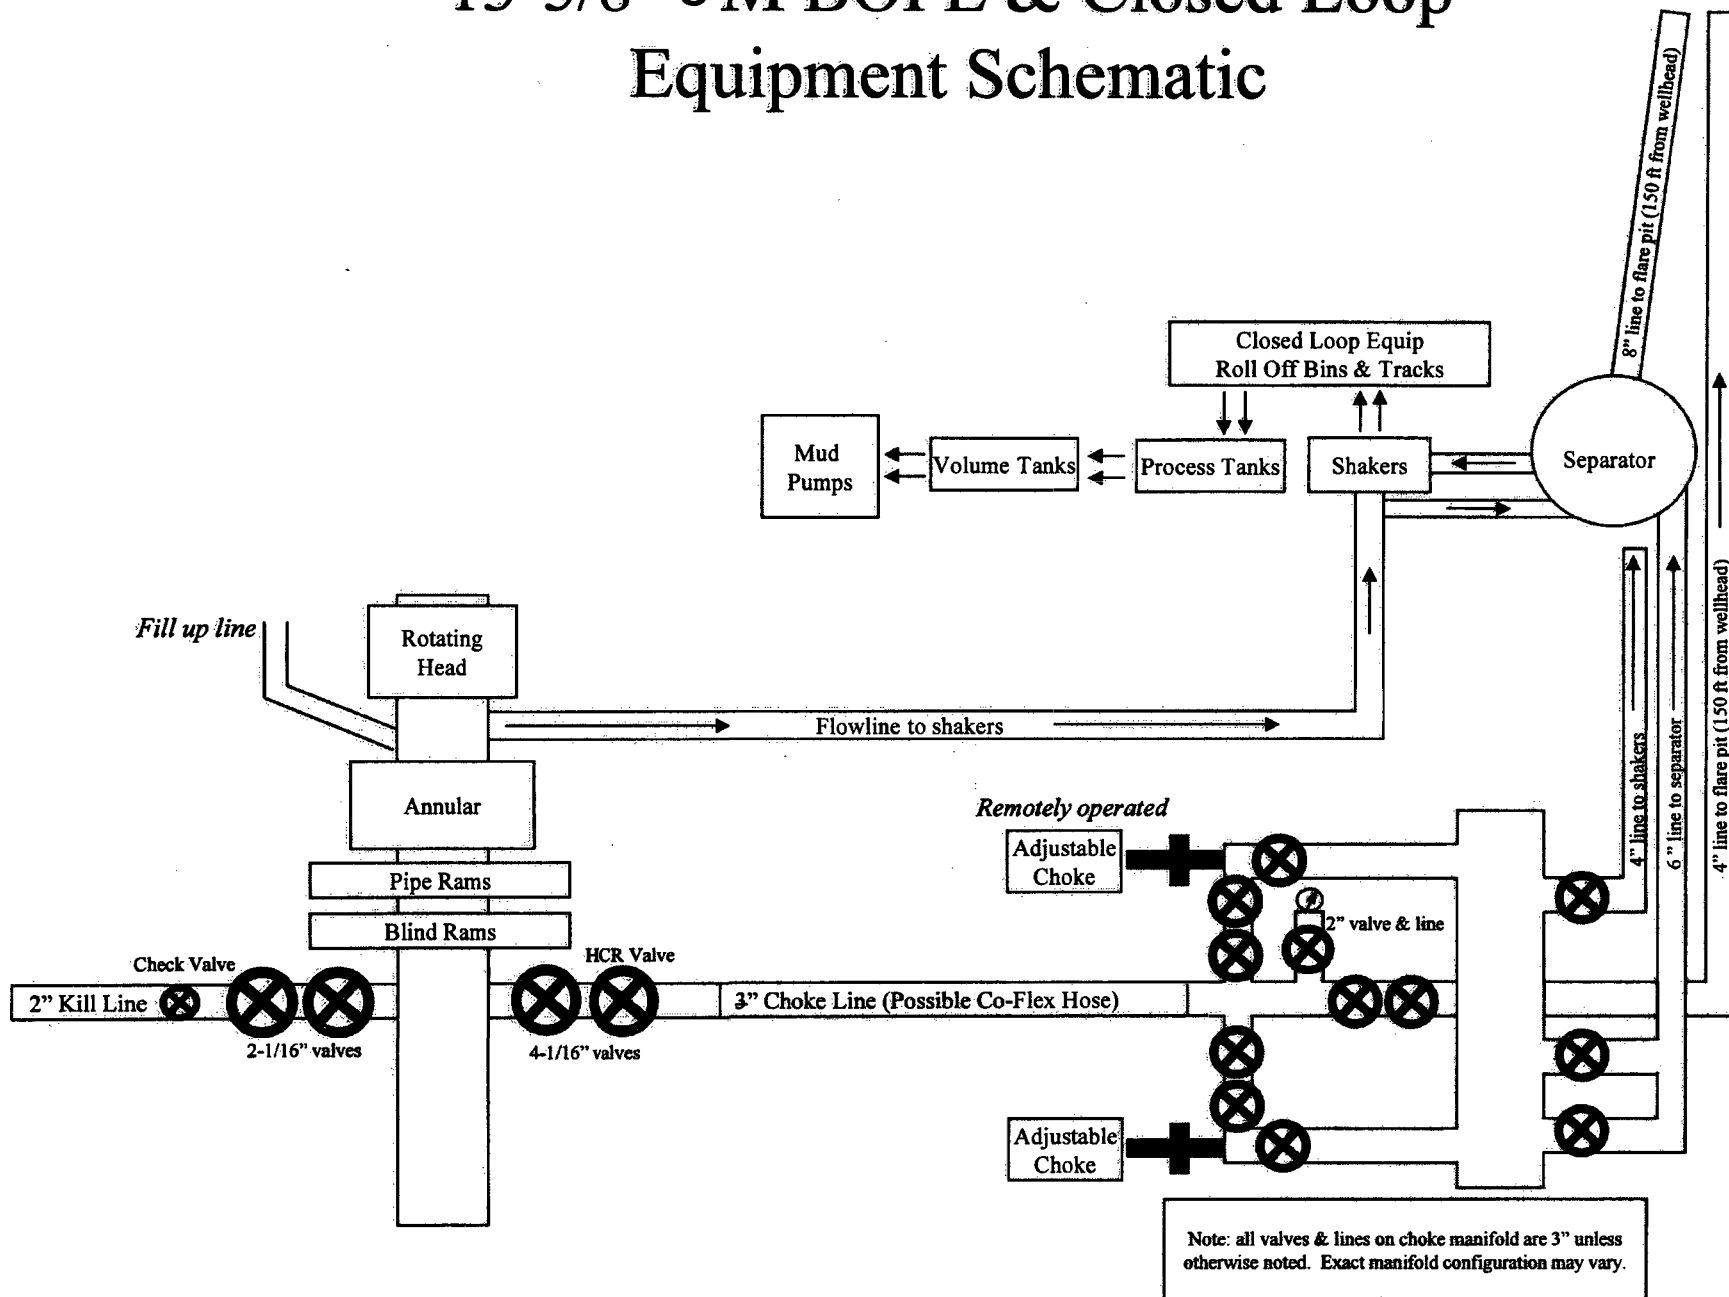 M BOPE & Closed Loop
Equipment Schematic
8" line to flare pit (150 ft from wellhead)
Closed Loop Equip
Roll Off Bins & Tracks
Mud
Pumps
Volume Tanks
Process Tanks
Shakers
Separator
Fill up line
Rotating
Head
Flowline to shakers
Annular
Pipe Rams
Blind Rams
Remotely operated
Adjustable
Choke
2" valve & line
4" line to shakers
6" line to separator
4" line to flare pit (150 ft from wellhead)
Check Valve
HCR Valve
2" Kill Line
3" Choke Line (Possible Co-Flex Hose)
2-1/16" valves
4-1/16" valves
Adjustable
Choke
Note: all valves & lines on choke manifold are 3" unless
otherwise noted. Exact manifold configuration may vary.